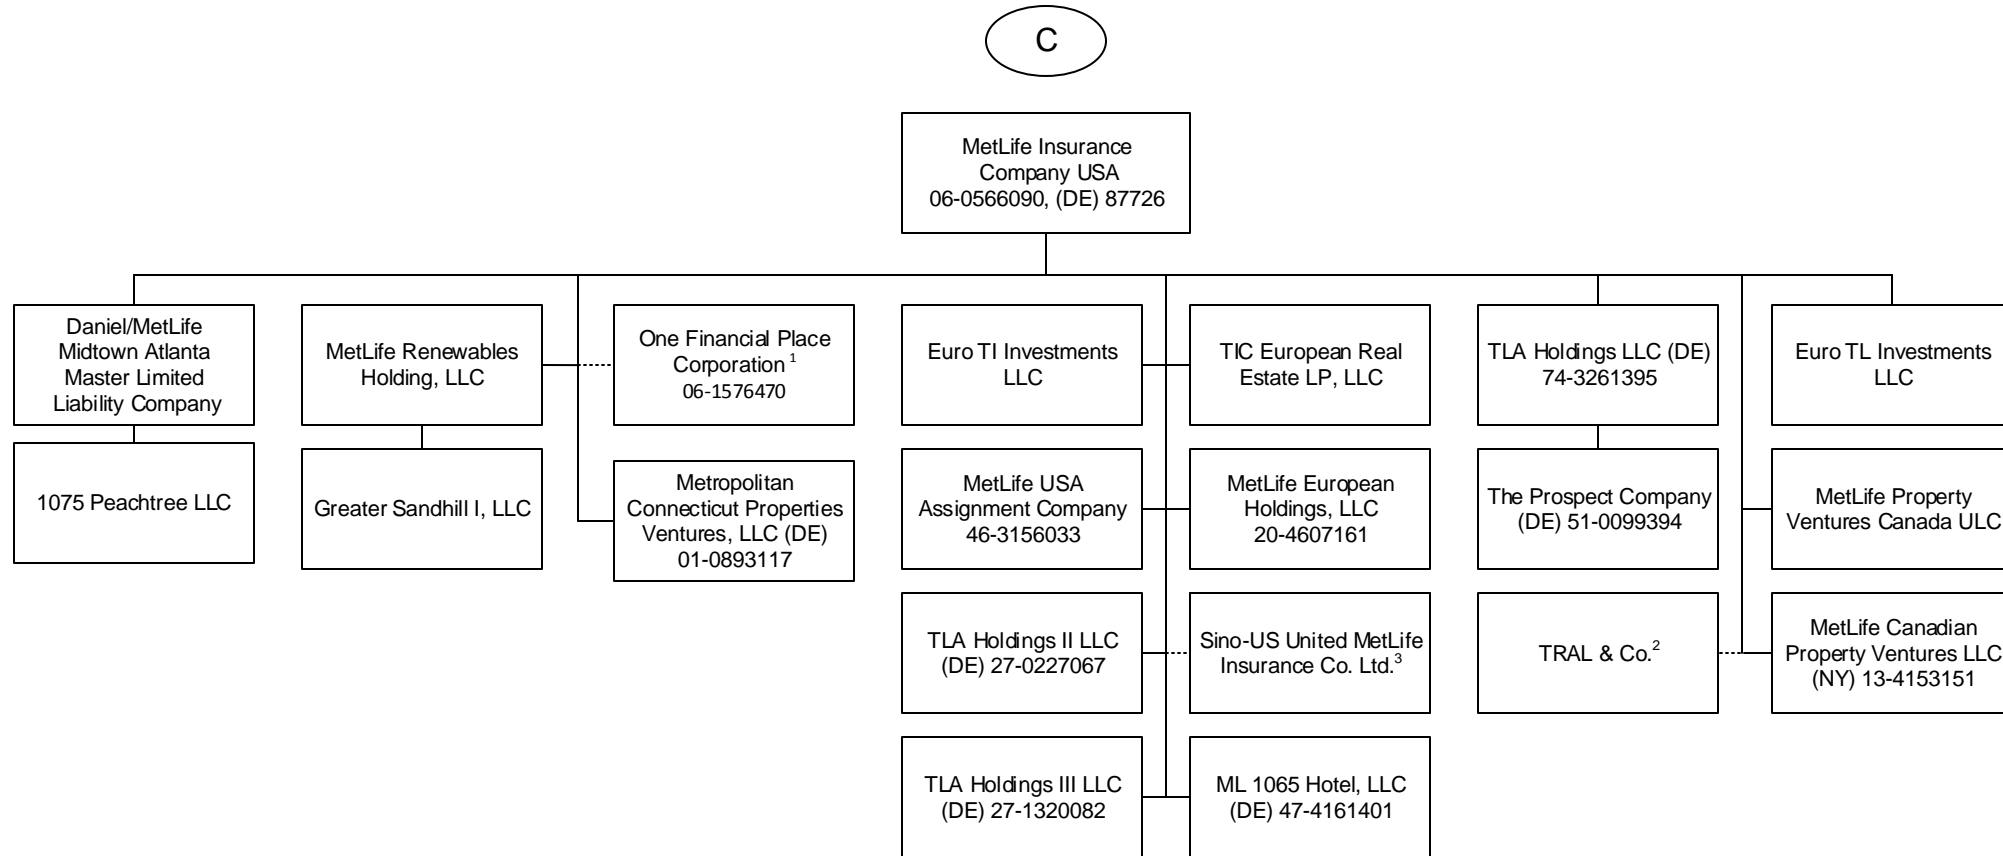 C
MetLife Insurance
Company USA
06-0566090, (DE) 87726
Daniel/MetLife
Midtown Atlanta
Master Limited
Liability Company
MetLife Renewables
Holding, LLC
One Financial Place
Corporation 1
06-1576470
Euro TI Investments
LLC
TIC European Real
Estate LP, LLC
TLA Holdings LLC (DE)
74-3261395
Euro TL Investments
LLC
1075 Peachtree LLC
Greater Sandhill I, LLC
Metropolitan
Connecticut Properties
Ventures, LLC (DE)
01-0893117
MetLife USA
Assignment Company
46-3156033
MetLife European
Holdings, LLC
20-4607161
The Prospect Company
(DE) 51-0099394
MetLife Property
Ventures Canada ULC
TLA Holdings II LLC
(DE) 27-0227067
Sino-US United MetLife
Insurance Co. Ltd.3
TRAL & Co.2
MetLife Canadian
Property Ventures LLC
(NY) 13-4153151
TLA Holdings III LLC
(DE) 27-1320082
ML 1065 Hotel, LLC
(DE) 47-4161401